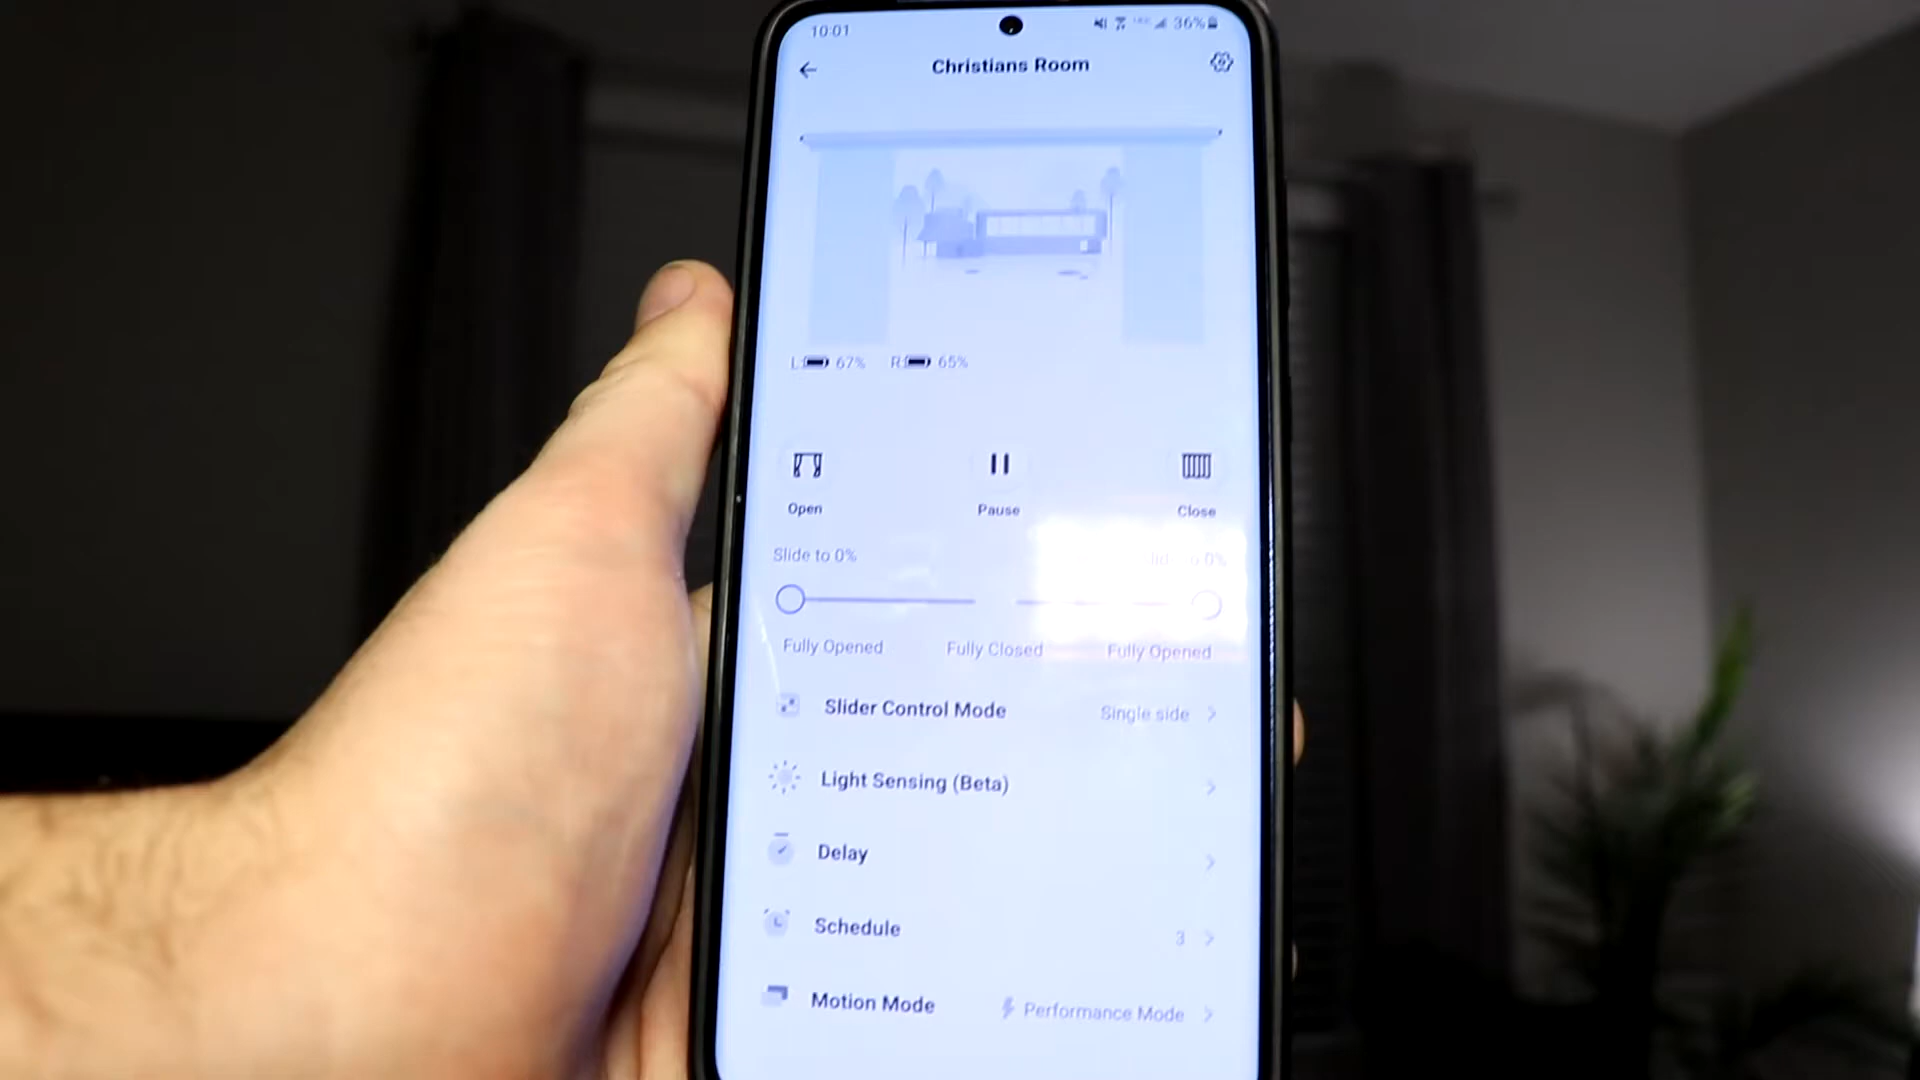 10:01 36%
Christians Room
L 67% R 65%
Open Pause Close
Slide to 0% to 0%
Fully Opened Fully Closed Fully Opened
Slider Control Mode Single side
Light Sensing (Beta)
Delay
Schedule 3
Motion Mode Performance Mode